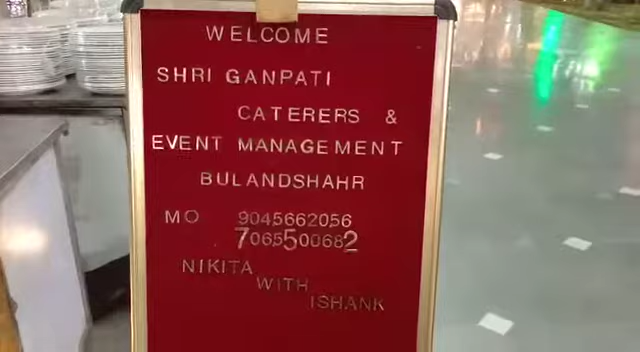 WELCOME
SHRI GANPATI
CATERERS &
EVENT MANAGEMENT
BULANDSHAHR
MO 9045662056
7065500682
NIKITA
WITH
ISHANK